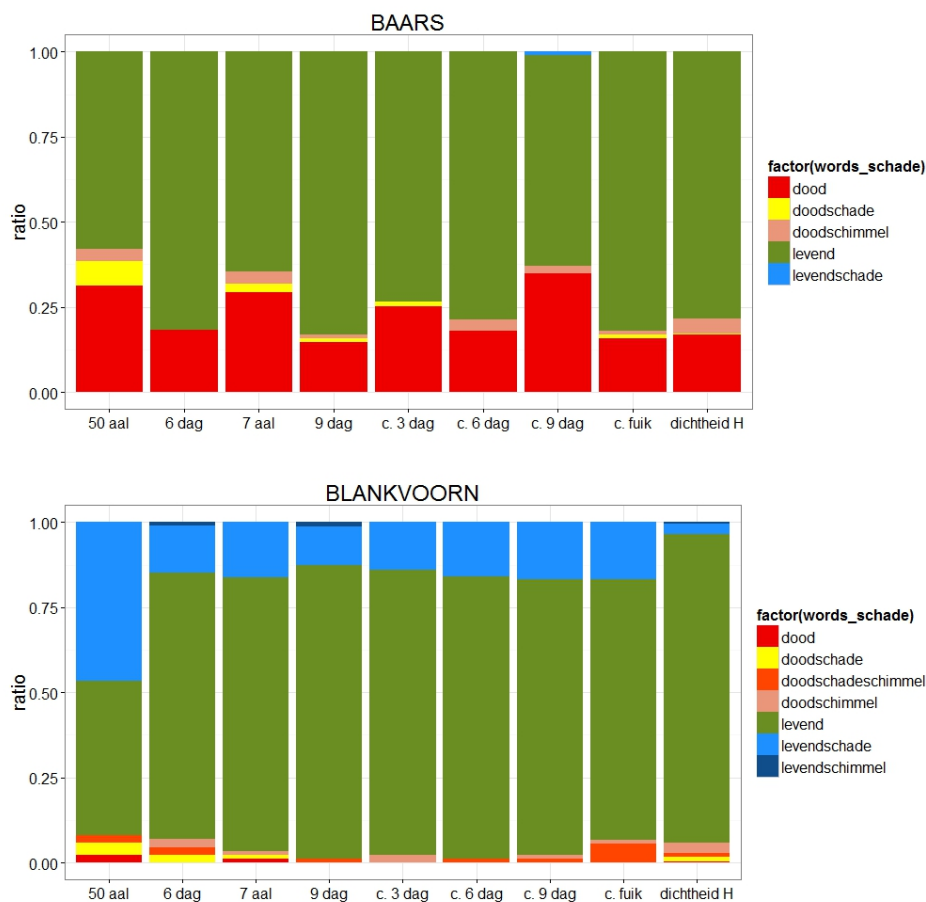 BAARS
1.00
0.75
0.50
0.25
0.00
ratio
50 aal 6 dag 7 aal 9 dag c. 3 dag c. 6 dag c. 9 dag c. fuik dichtheid H
factor(words_schade)
dood
doodschade
doodschimmel
levend
levendschade
BLANKVOORN
1.00
0.75
0.50
0.25
0.00
ratio
50 aal 6 dag 7 aal 9 dag c. 3 dag c. 6 dag c. 9 dag c. fuik dichtheid H
factor(words_schade)
dood
doodschade
doodschadeschimmel
doodschimmel
levend
levendschade
levendschimmel